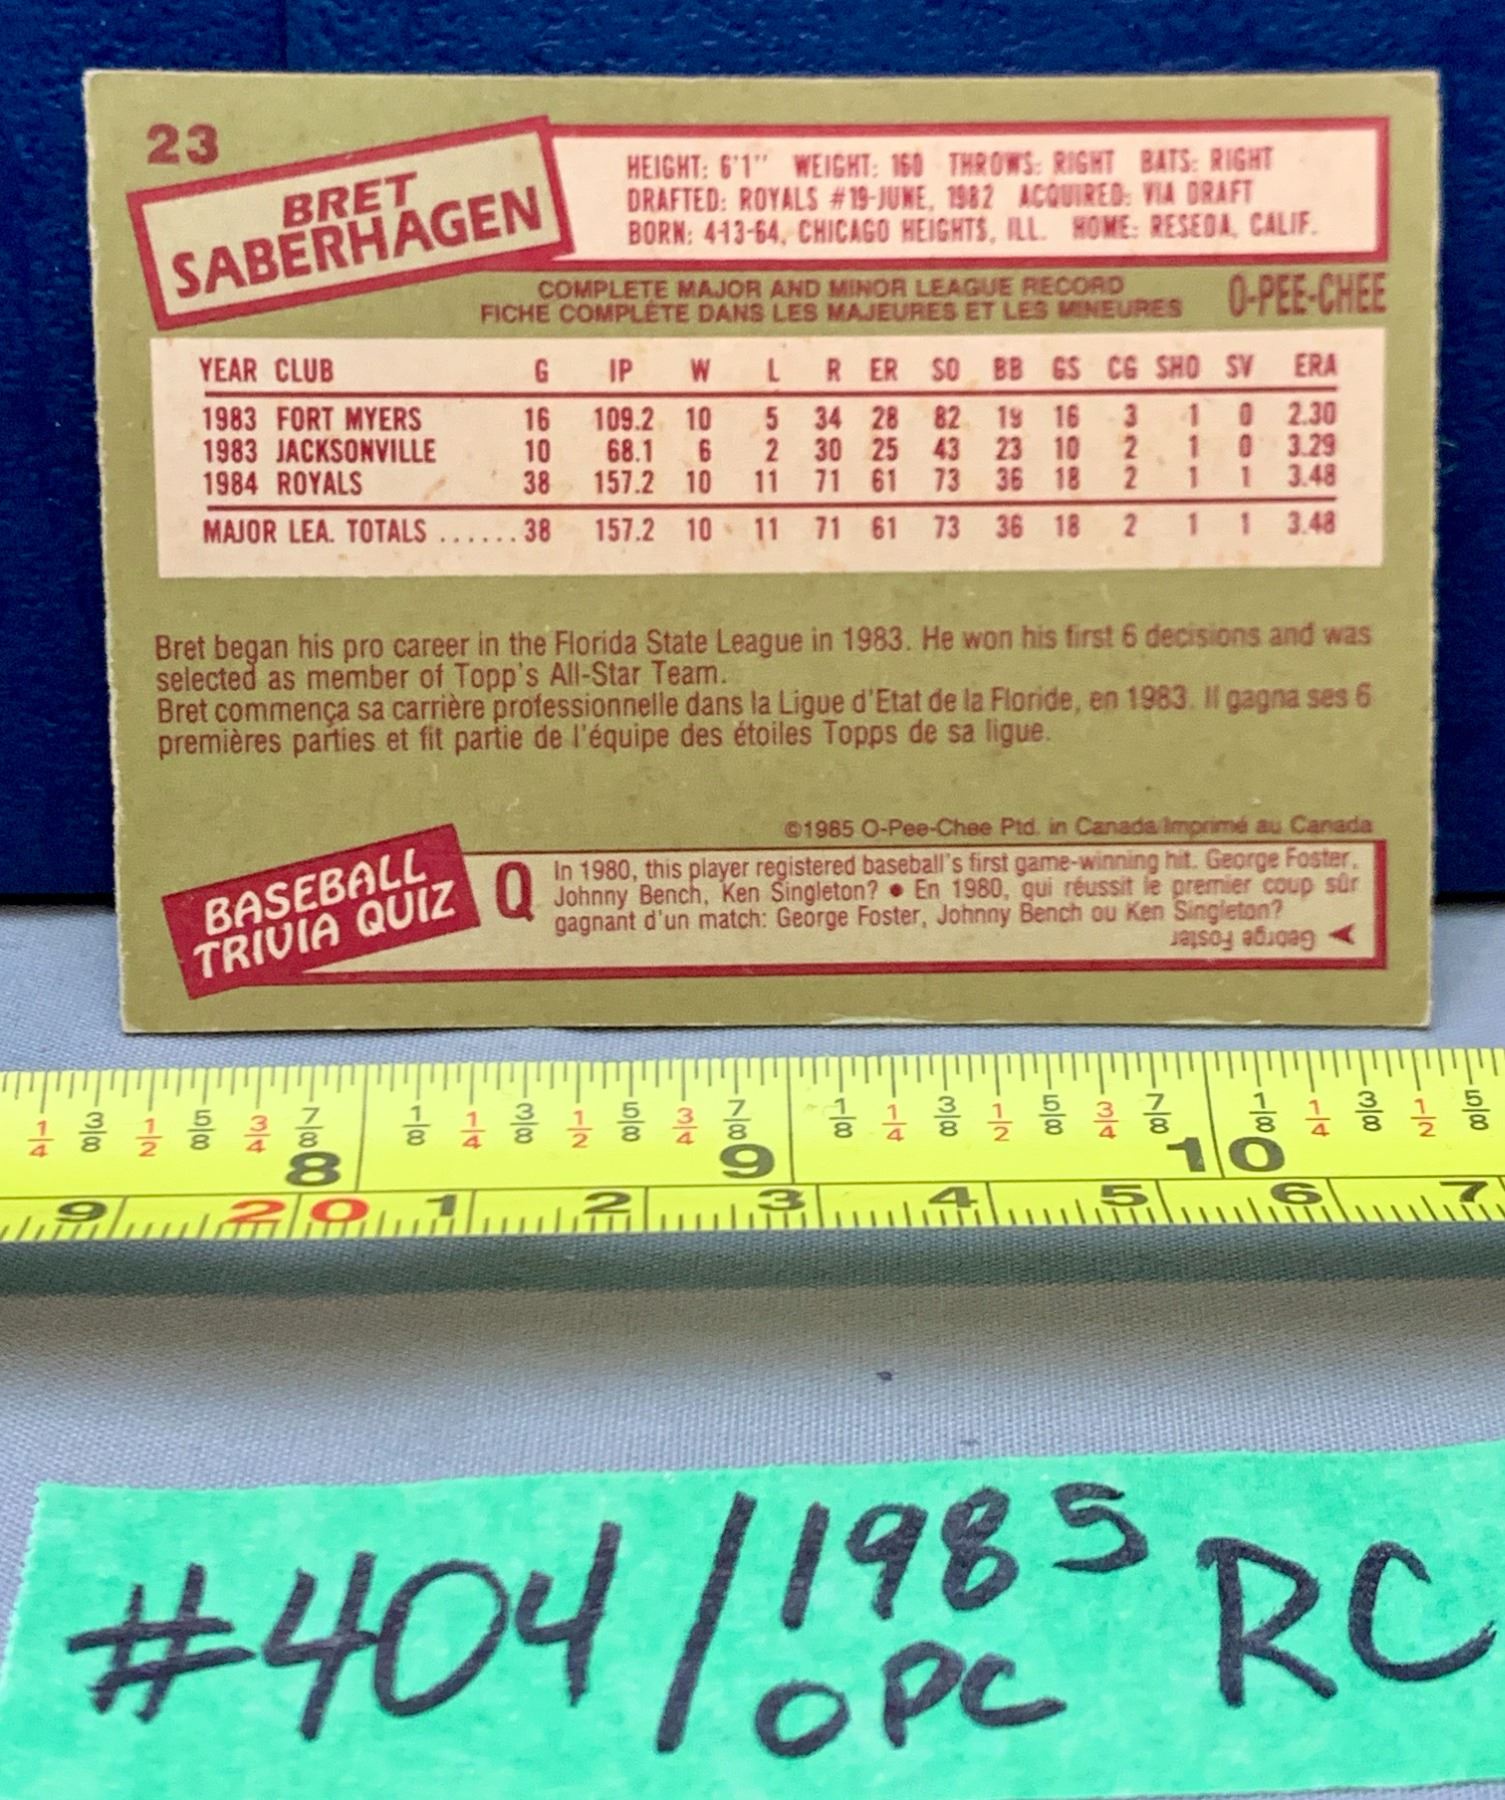 23
BRET
SABERHAGEN
HEIGHT: 6'1" WEIGHT: 160 THROWS: RIGHT BATS: RIGHT
DRAFTED: ROYALS #19-JUNE, 1982 ACQUIRED: VIA DRAFT
BORN: 4-13-64, CHICAGO HEIGHTS, ILL. HOME: RESEDA, CALIF.
COMPLETE MAJOR AND MINOR LEAGUE RECORD
FICHE COMPLÈTE DANS LES MAJEURES ET LES MINEURES
O-PEE-CHEE
YEAR CLUB G IP W L R ER SO BB GS CG SHO SV ERA
1983 FORT MYERS 16 109.2 10 5 34 28 82 19 16 3 1 0 2.30
1983 JACKSONVILLE 10 68.1 6 2 30 25 43 23 10 2 1 0 3.29
1984 ROYALS 38 157.2 10 11 71 61 73 36 18 2 1 1 3.48
MAJOR LEA. TOTALS ...... 38 157.2 10 11 71 61 73 36 18 2 1 1 3.48
Bret began his pro career in the Florida State League in 1983. He won his first 6 decisions and was
selected as member of Topp's All-Star Team.
Bret commença sa carrière professionnelle dans la Ligue d'Etat de la Floride, en 1983. Il gagna ses 6
premières parties et fit partie de l'équipe des étoiles Topps de sa ligue.
©1985 O-Pee-Chee Ptd. in Canada/Imprimé au Canada
BASEBALL
TRIVIA QUIZ
Q
In 1980, this player registered baseball's first game-winning hit. George Foster,
Johnny Bench, Ken Singleton? ● En 1980, qui réussit le premier coup sûr
gagnant d'un match: George Foster, Johnny Bench ou Ken Singleton?
George Foster
1/4 3/8 1/2 5/8 3/4 7/8 1/8 1/4 3/8 1/2 5/8 3/4 7/8 1/8 1/4 3/8 1/2 5/8 3/4 7/8 1/8 1/4 3/8 1/2 5/8
8 9 10
9 20 1 2 3 4 5 6 7
#404/1985 RC
OPC